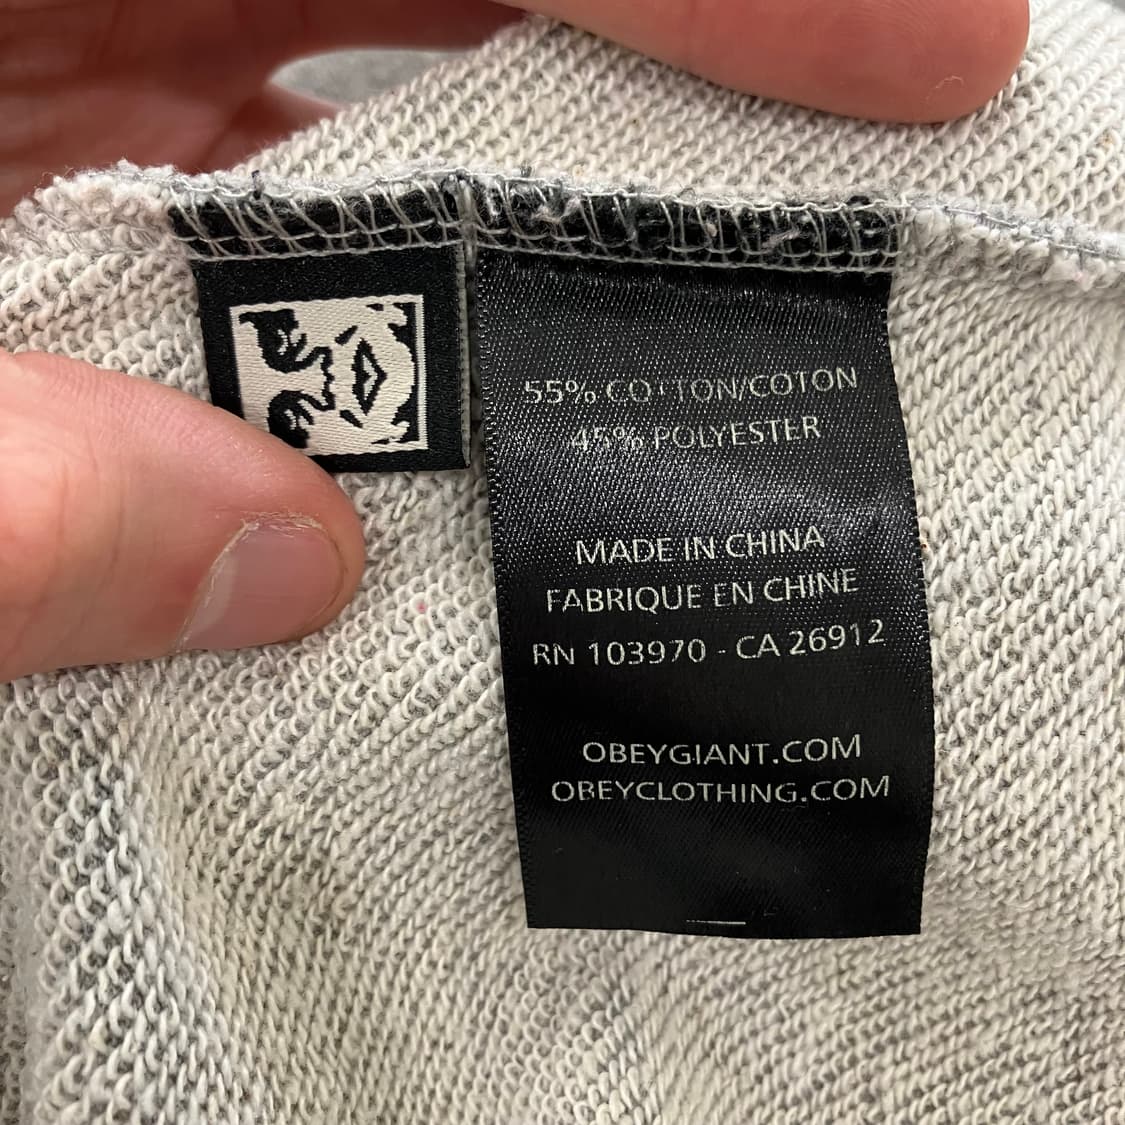 55% COTTON/COTON
45% POLYESTER
MADE IN CHINA
FABRIQUE EN CHINE
RN 103970 - CA 26912
OBEYGIANT.COM
OBEYCLOTHING.COM